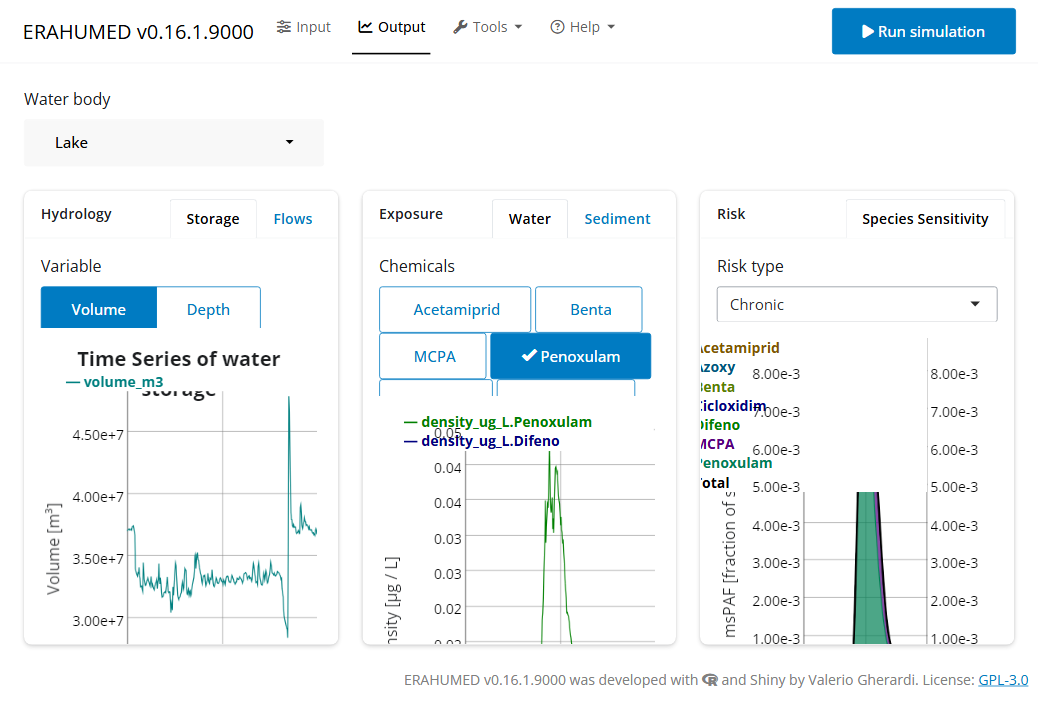 ERAHUMED v0.16.1.9000
Input
Output
Tools
Help
Run simulation
Water body
Lake
Hydrology
Storage
Flows
Variable
Volume
Depth
Time Series of water
storage
volume_m3
4.50e+7
4.00e+7
3.50e+7
3.00e+7
Volume [m³]
Exposure
Water
Sediment
Chemicals
Acetamiprid
Benta
MCPA
Penoxulam
density_ug_L.Penoxulam
density_ug_L.Difeno
0.05
0.04
0.04
0.03
0.03
0.02
0.02
nsity [µg / L]
Risk
Species Sensitivity
Risk type
Chronic
Acetamiprid
Azoxy
Benta
Cicloxidim
Difeno
MCPA
Penoxulam
Total
8.00e-3
7.00e-3
6.00e-3
5.00e-3
4.00e-3
3.00e-3
2.00e-3
1.00e-3
msPAF [fraction of s
8.00e-3
7.00e-3
6.00e-3
5.00e-3
4.00e-3
3.00e-3
2.00e-3
1.00e-3
ERAHUMED v0.16.1.9000 was developed with R and Shiny by Valerio Gherardi. License: GPL-3.0